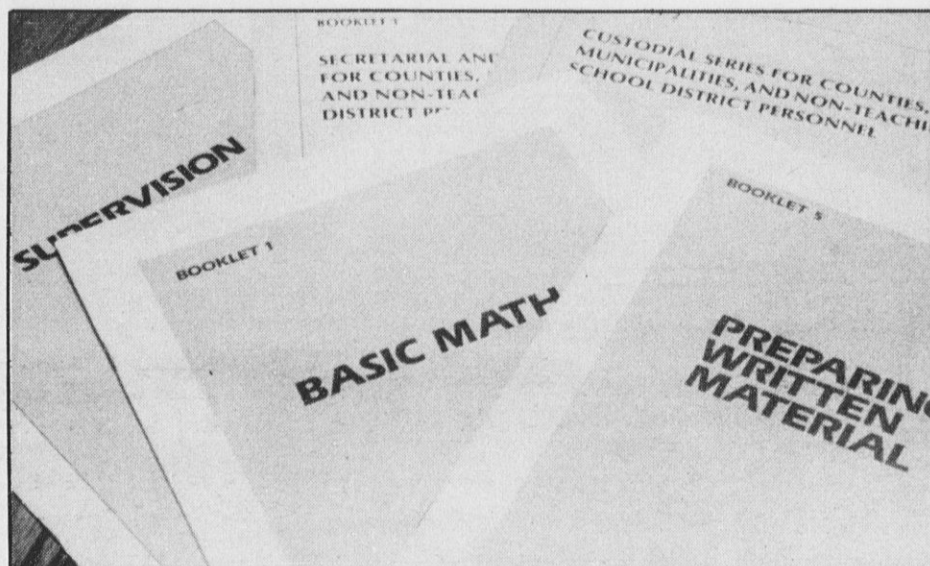 BOOKLET 1
SECRETARIAL AND
FOR COUNTIES,
AND NON-TEAC
DISTRICT
CUSTODIAL SERIES FOR COUNTIES,
MUNICIPALITIES, AND NON-TEACHI
SCHOOL DISTRICT PERSONNEL
SUPERVISION
BOOKLET 1
BASIC MATH
BOOKLET 5
PREPARING
WRITTEN
MATERIAL